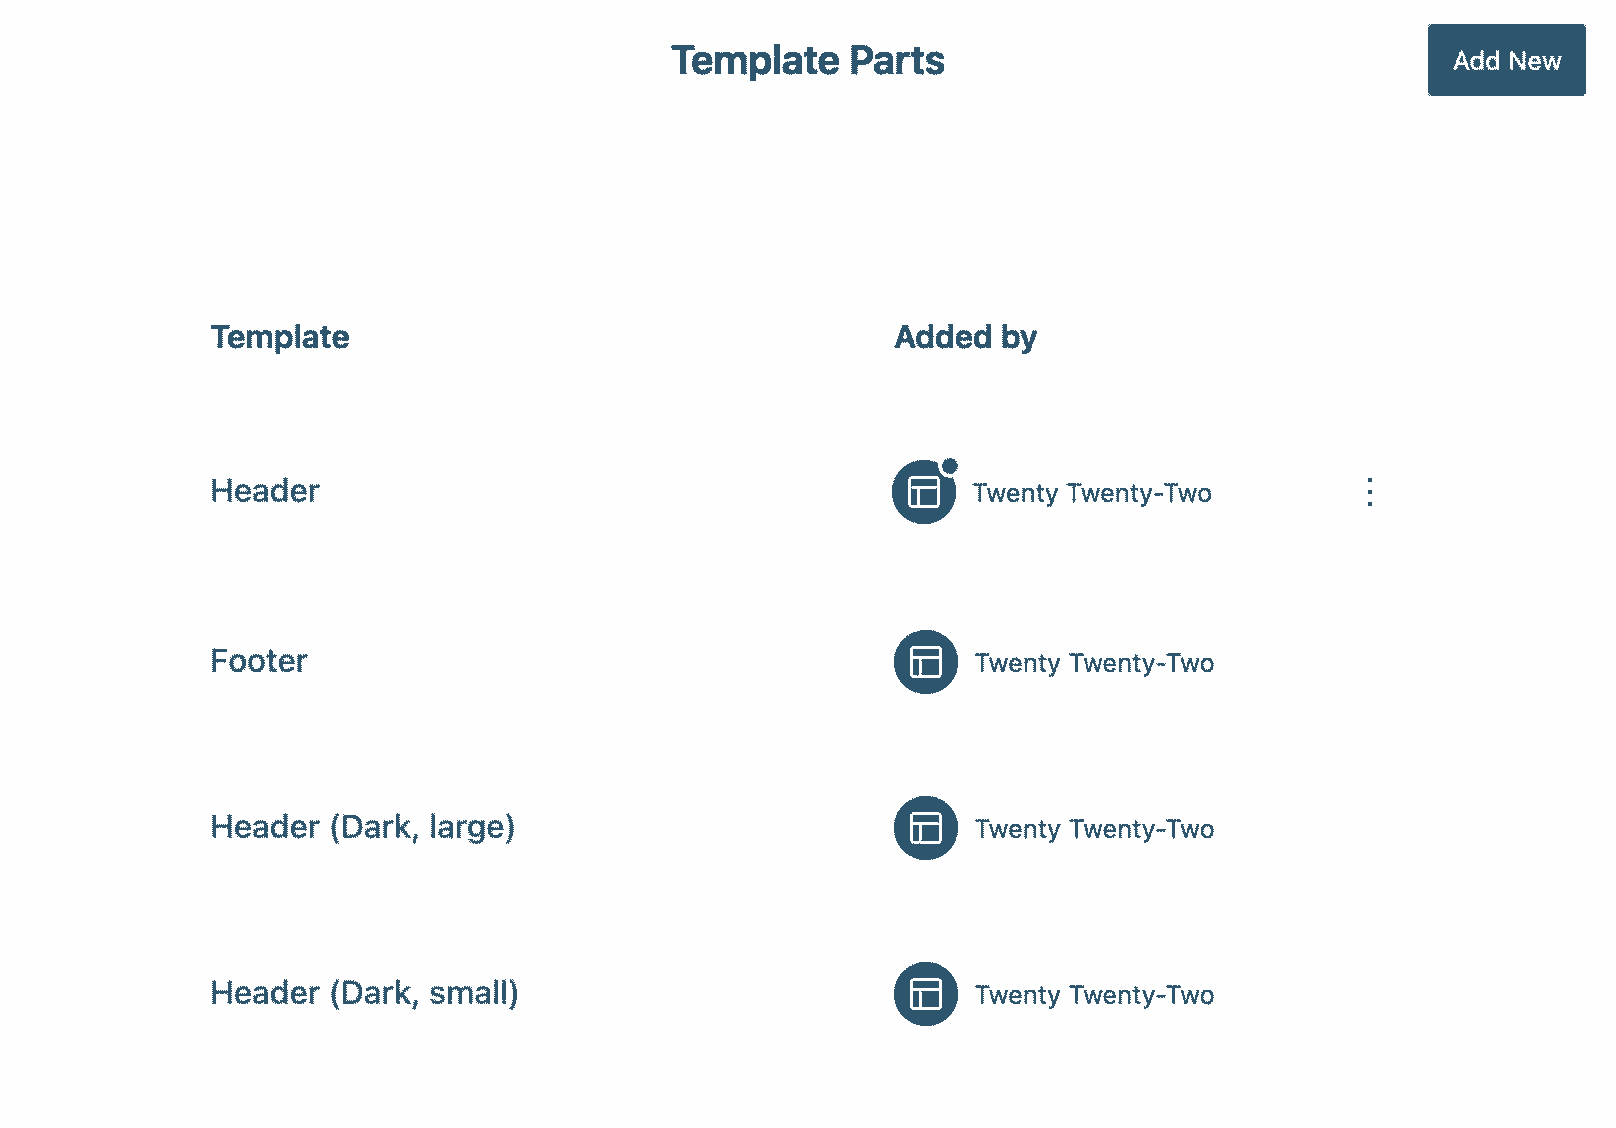 Template Parts
Add New
Template
Added by
Header
Twenty Twenty-Two
Footer
Twenty Twenty-Two
Header (Dark, large)
Twenty Twenty-Two
Header (Dark, small)
Twenty Twenty-Two